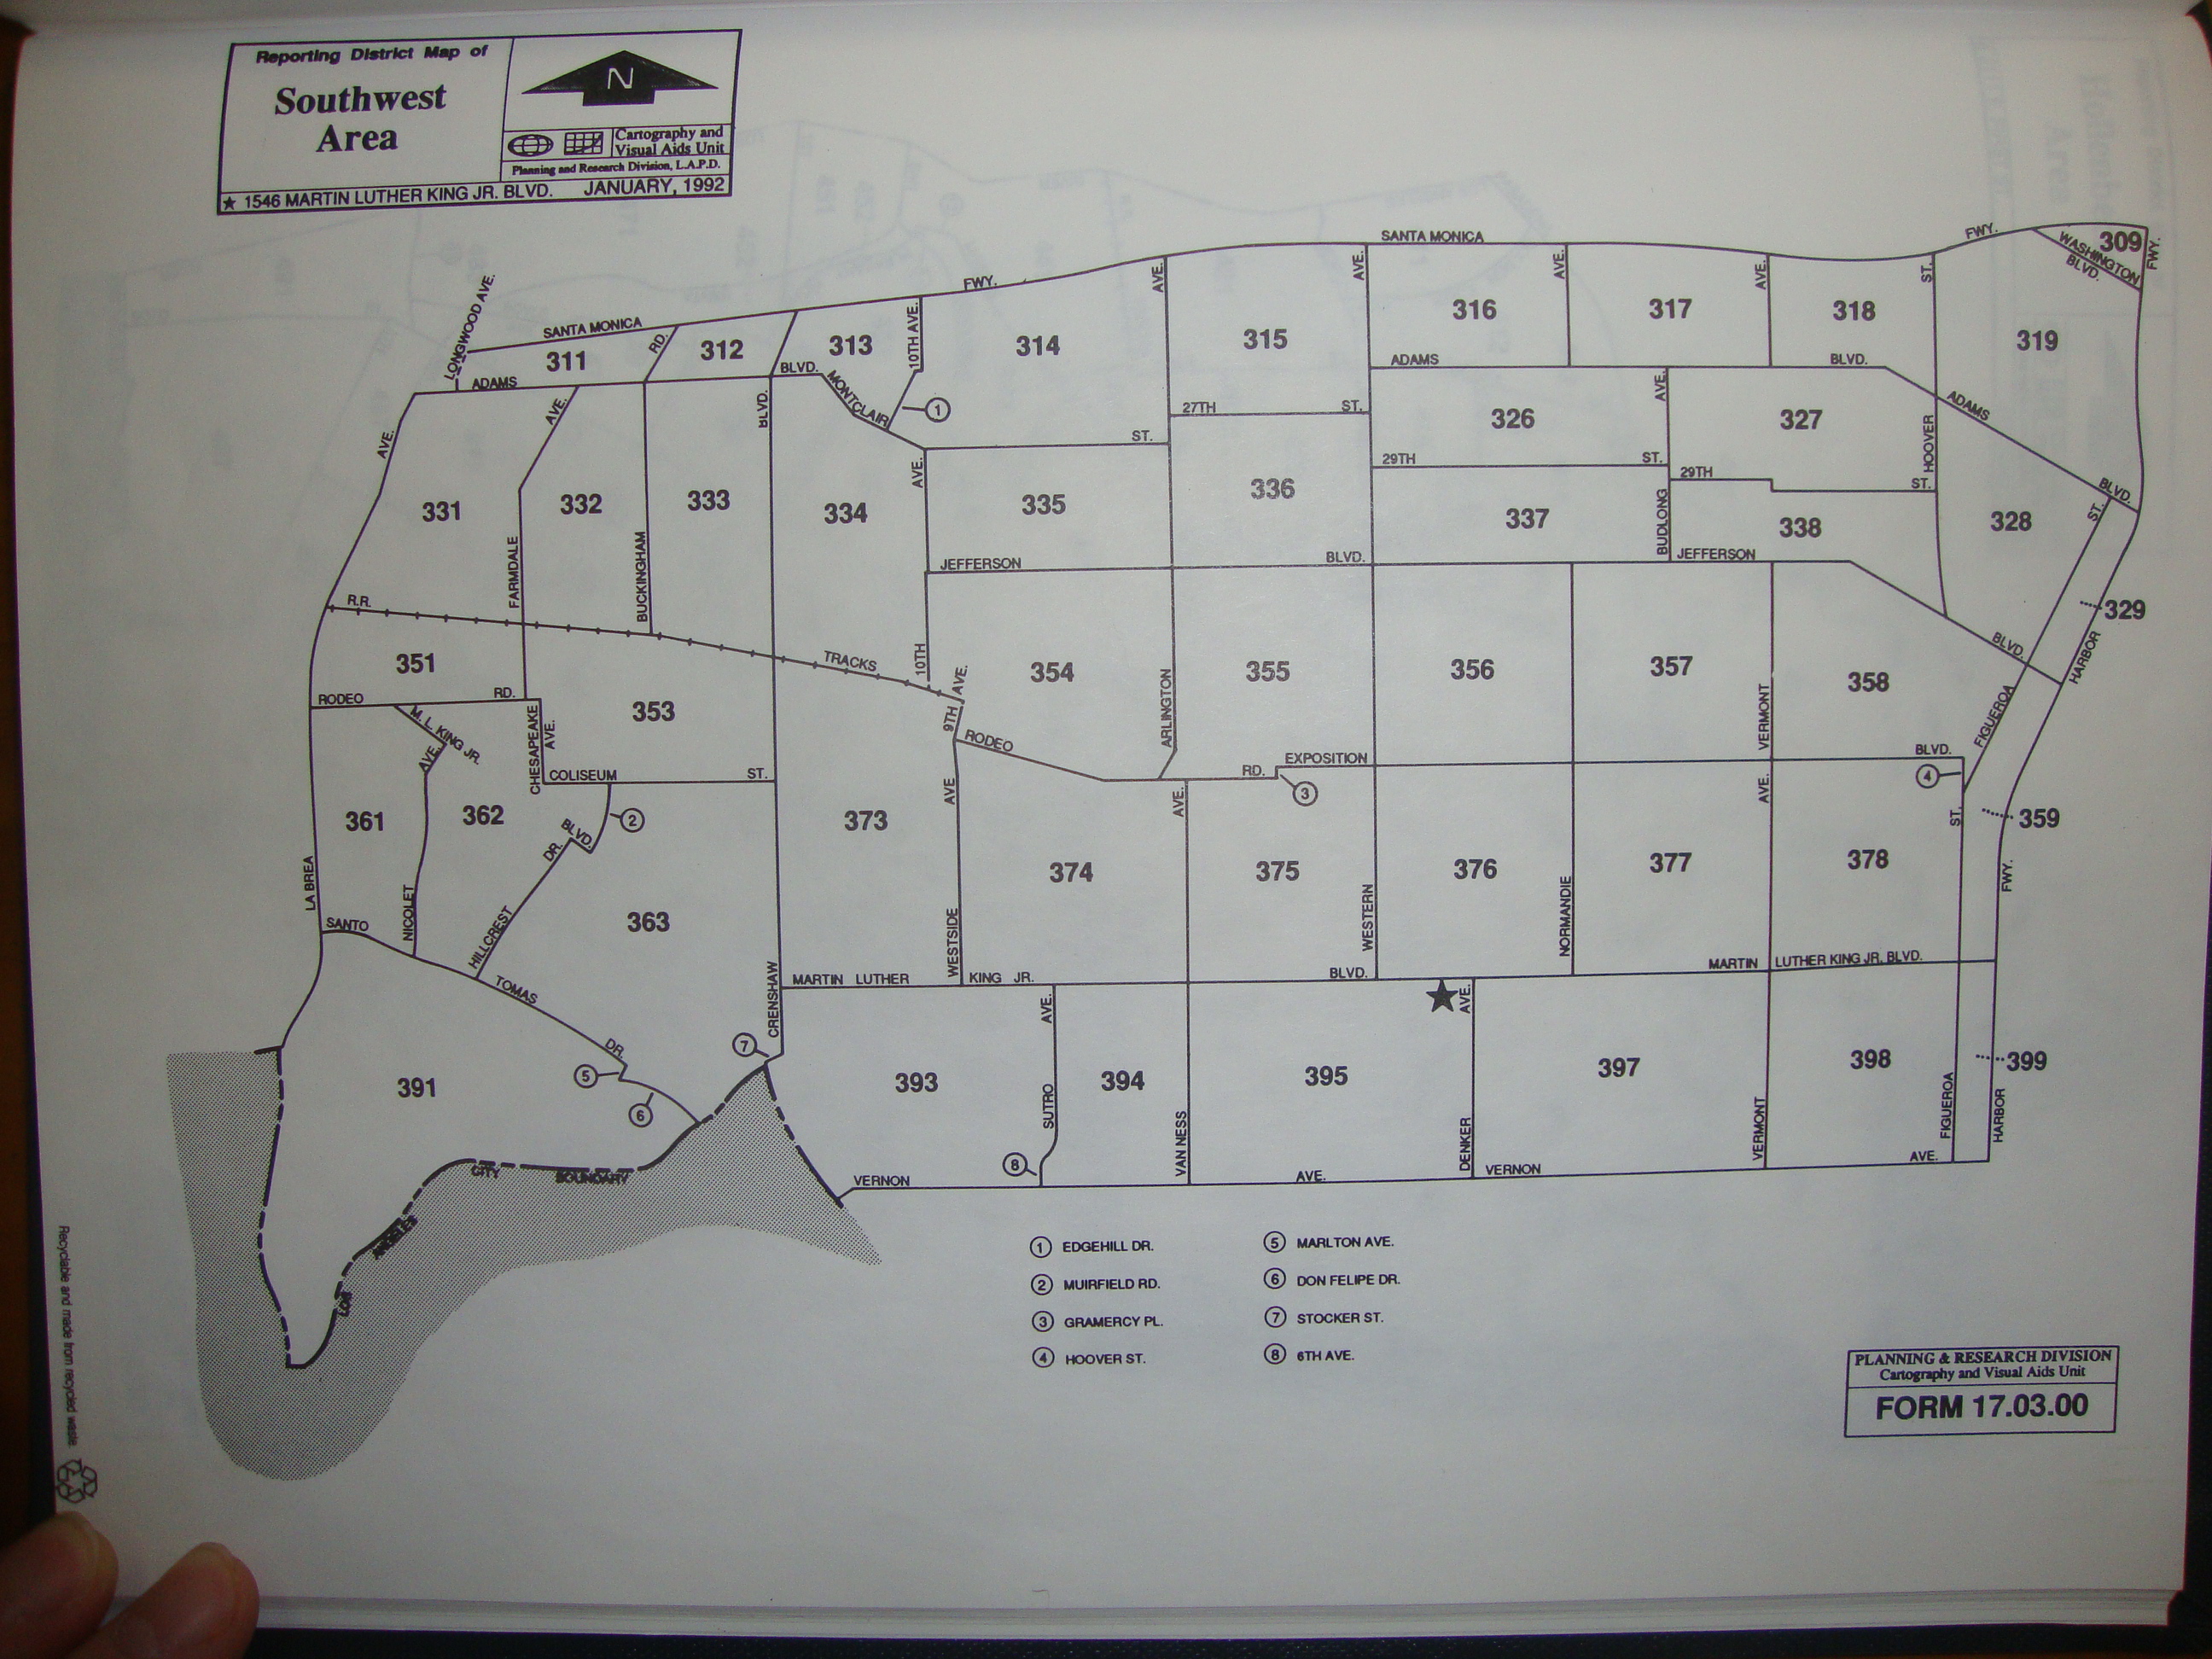 Reporting District Map of
Southwest
Area
N
Cartography and
Visual Aids Unit
Planning and Research Division, L.A.P.D.
★ 1546 MARTIN LUTHER KING JR. BLVD. JANUARY, 1992
SANTA MONICA
FWY.
309
WASHINGTON
BLVD.
FWY.
LONGWOOD AVE.
SANTA MONICA
FWY.
AVE.
AVE.
AVE.
AVE.
ST.
311
RD.
312
313
10TH AVE.
314
315
316
317
318
319
ADAMS
BLVD.
ADAMS
BLVD.
ADAMS
BLVD.
MONTCLAIR
①
ST.
27TH
ST.
AVE.
AVE.
BLVD.
326
AVE.
327
HOOVER
29TH
ST.
29TH
ST.
331
332
333
334
AVE.
335
336
337
BUDLONG
338
328
ST.
FARMDALE
BUCKINGHAM
JEFFERSON
BLVD.
JEFFERSON
BLVD.
329
HARBOR
R.R.
TRACKS
10TH
351
353
354
355
356
357
358
RODEO
RD.
M. L. KING JR.
AVE.
CHESAPEAKE
AVE.
9TH
AVE.
ARLINGTON
VERMONT
FIGUEROA
RODEO
RD.
EXPOSITION
BLVD.
COLISEUM
ST.
③
④
359
361
362
BLVD.
②
DR.
373
AVE
AVE.
AVE.
ST.
374
375
376
377
378
FWY.
LA BREA
NICOLET
HILLCREST
363
WESTSIDE
WESTERN
NORMANDIE
SANTO
TOMAS
DR.
CRENSHAW
MARTIN LUTHER
KING JR.
BLVD.
MARTIN
LUTHER KING JR. BLVD.
AVE.
★
AVE.
⑦
⑤
⑥
391
393
394
395
397
398
399
SUTRO
⑧
VAN NESS
DENKER
VERMONT
FIGUEROA
HARBOR
VERNON
AVE.
VERNON
AVE.
LOS
ANGELES
CITY
BOUNDARY
① EDGEHILL DR.
② MUIRFIELD RD.
③ GRAMERCY PL.
④ HOOVER ST.
⑤ MARLTON AVE.
⑥ DON FELIPE DR.
⑦ STOCKER ST.
⑧ 6TH AVE.
PLANNING & RESEARCH DIVISION
Cartography and Visual Aids Unit
FORM 17.03.00
Recyclable and made from recycled waste